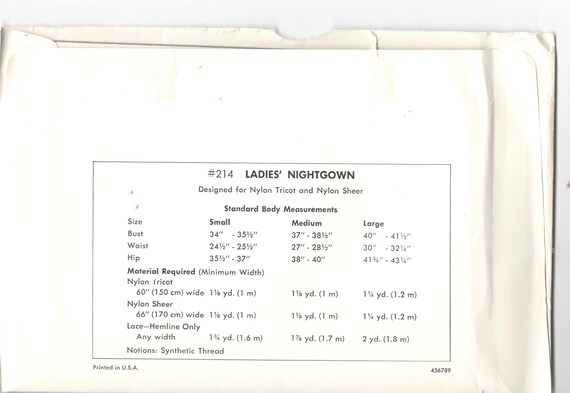 #214 LADIES' NIGHTGOWN
Designed for Nylon Tricot and Nylon Sheer
Standard Body Measurements
Size Small Medium Large
Bust 34" - 35½" 37" - 38½" 40" - 41½"
Waist 24½" - 25½" 27" - 28½" 30" - 32¼"
Hip 35½" - 37" 38" - 40" 41¾" - 43¼"
Material Required (Minimum Width)
Nylon Tricot
60" (150 cm) wide 1⅛ yd. (1 m) 1⅛ yd. (1 m) 1¼ yd. (1.2 m)
Nylon Sheer
66" (170 cm) wide 1⅛ yd. (1 m) 1⅛ yd. (1 m) 1¼ yd. (1.2 m)
Lace—Hemline Only
Any width 1¾ yd. (1.6 m) 1⅞ yd. (1.7 m) 2 yd. (1.8 m)
Notions: Synthetic Thread
Printed in U.S.A. 456789